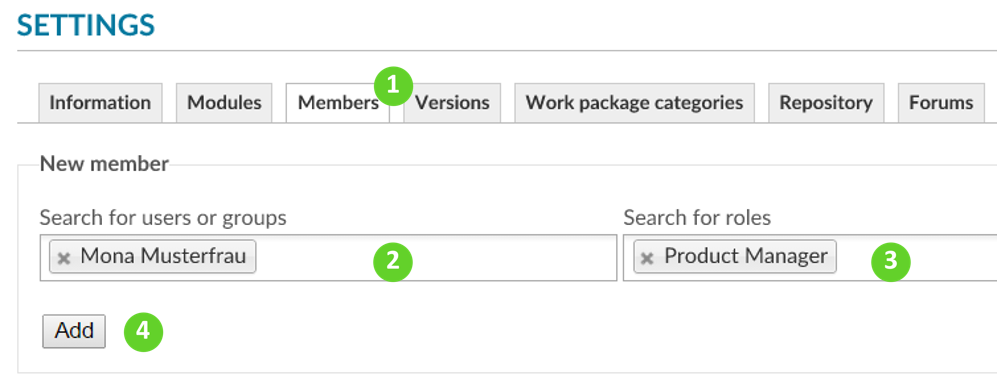 SETTINGS
Information Modules Members 1 Versions Work package categories Repository Forums
New member
Search for users or groups Search for roles
× Mona Musterfrau 2 × Product Manager 3
Add 4